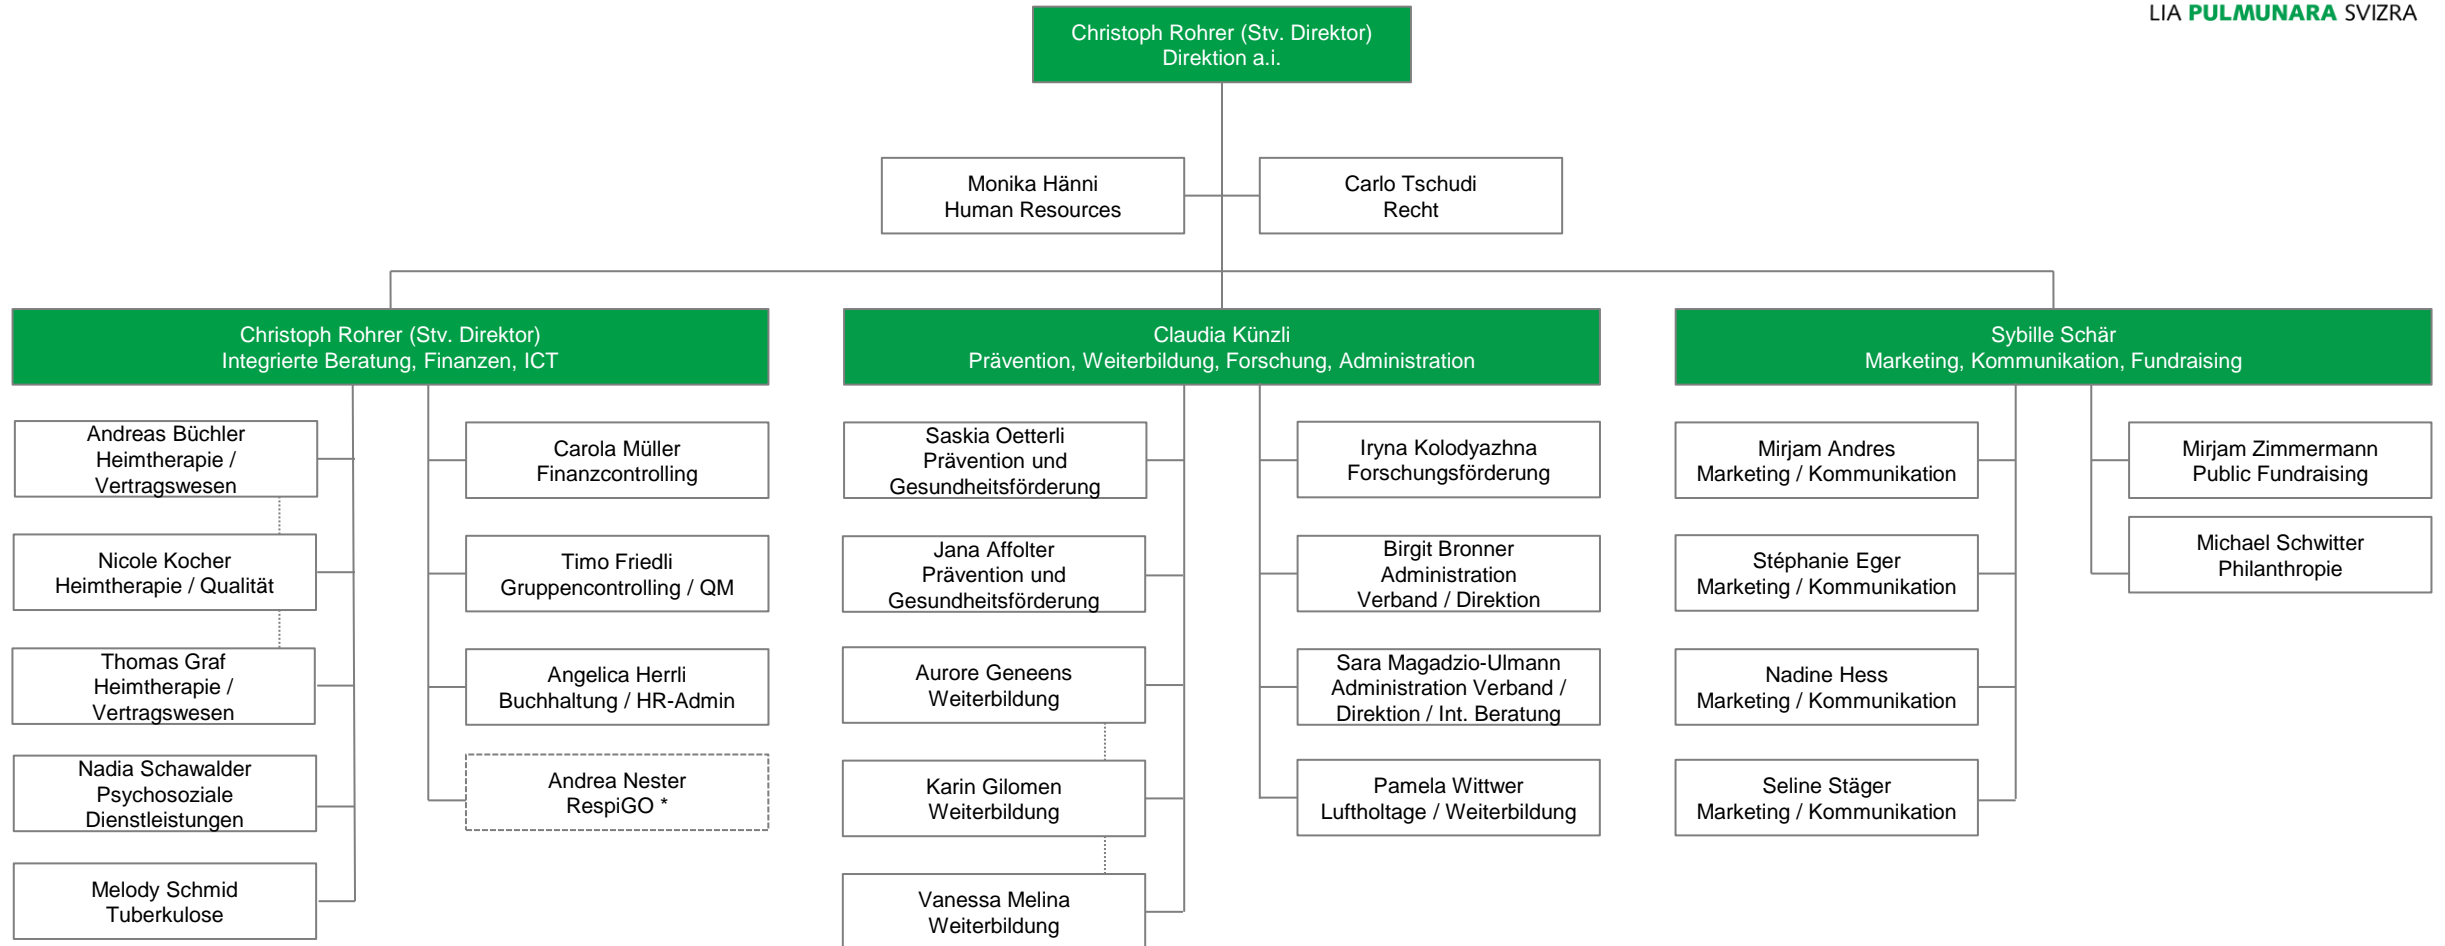 LIA PULMUNARA SVIZRA
Christoph Rohrer (Stv. Direktor)
Direktion a.i.
Monika Hänni
Human Resources
Carlo Tschudi
Recht
Christoph Rohrer (Stv. Direktor)
Integrierte Beratung, Finanzen, ICT
Andreas Büchler
Heimtherapie /
Vertragswesen
Nicole Kocher
Heimtherapie / Qualität
Thomas Graf
Heimtherapie /
Vertragswesen
Nadia Schawalder
Psychosoziale
Dienstleistungen
Melody Schmid
Tuberkulose
Carola Müller
Finanzcontrolling
Timo Friedli
Gruppencontrolling / QM
Angelica Herrli
Buchhaltung / HR-Admin
Andrea Nester
RespiGO *
Claudia Künzli
Prävention, Weiterbildung, Forschung, Administration
Saskia Oetterli
Prävention und
Gesundheitsförderung
Jana Affolter
Prävention und
Gesundheitsförderung
Aurore Geneens
Weiterbildung
Karin Gilomen
Weiterbildung
Vanessa Melina
Weiterbildung
Iryna Kolodyazhna
Forschungsförderung
Birgit Bronner
Administration
Verband / Direktion
Sara Magadzio-Ulmann
Administration Verband /
Direktion / Int. Beratung
Pamela Wittwer
Luftholtage / Weiterbildung
Sybille Schär
Marketing, Kommunikation, Fundraising
Mirjam Andres
Marketing / Kommunikation
Stéphanie Eger
Marketing / Kommunikation
Nadine Hess
Marketing / Kommunikation
Seline Stäger
Marketing / Kommunikation
Mirjam Zimmermann
Public Fundraising
Michael Schwitter
Philanthropie